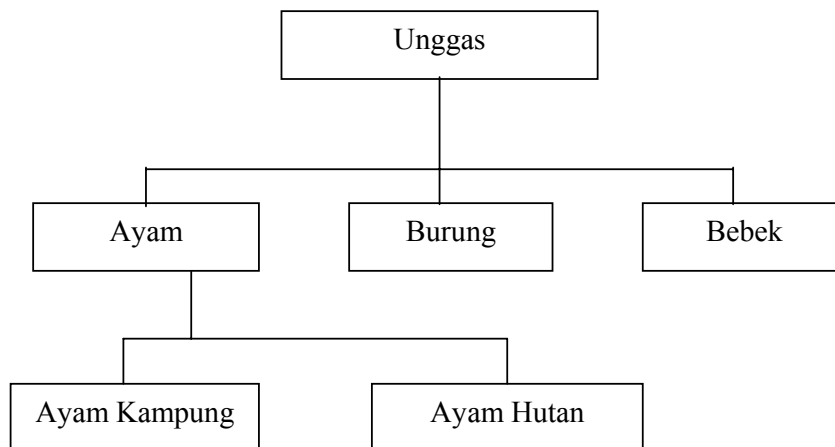 Unggas
Ayam
Burung
Bebek
Ayam Kampung
Ayam Hutan